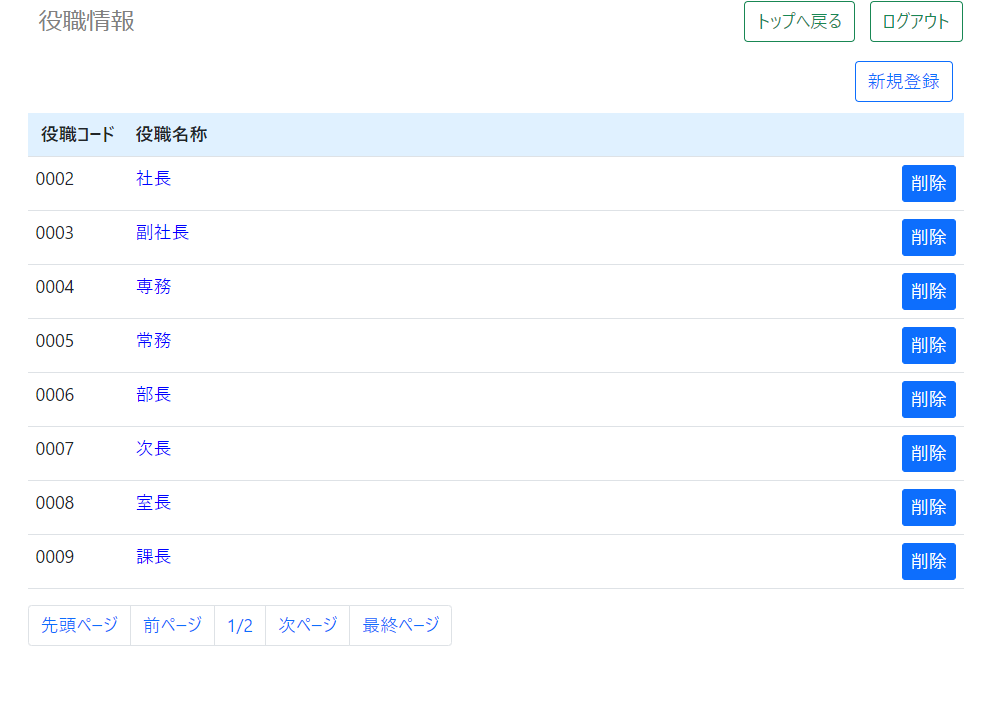 役職情報 トップへ戻る ログアウト
新規登録
役職コード 役職名称
0002 社長 削除
0003 副社長 削除
0004 専務 削除
0005 常務 削除
0006 部長 削除
0007 次長 削除
0008 室長 削除
0009 課長 削除
先頭ページ 前ページ 1/2 次ページ 最終ページ